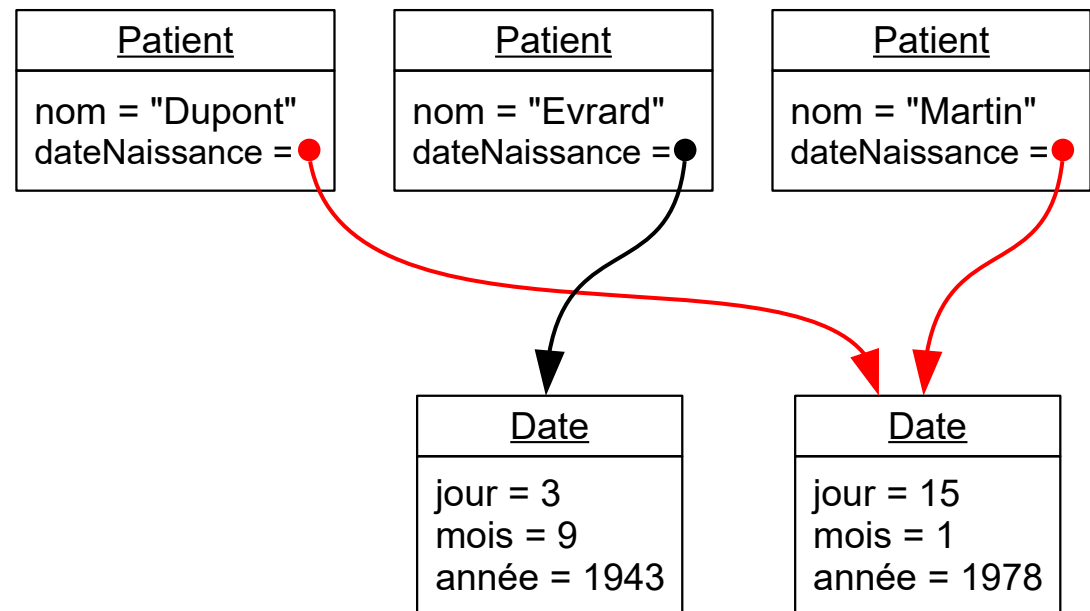 Patient
nom = "Dupont"
dateNaissance =
Patient
nom = "Evrard"
dateNaissance =
Patient
nom = "Martin"
dateNaissance =
Date
jour = 3
mois = 9
année = 1943
Date
jour = 15
mois = 1
année = 1978